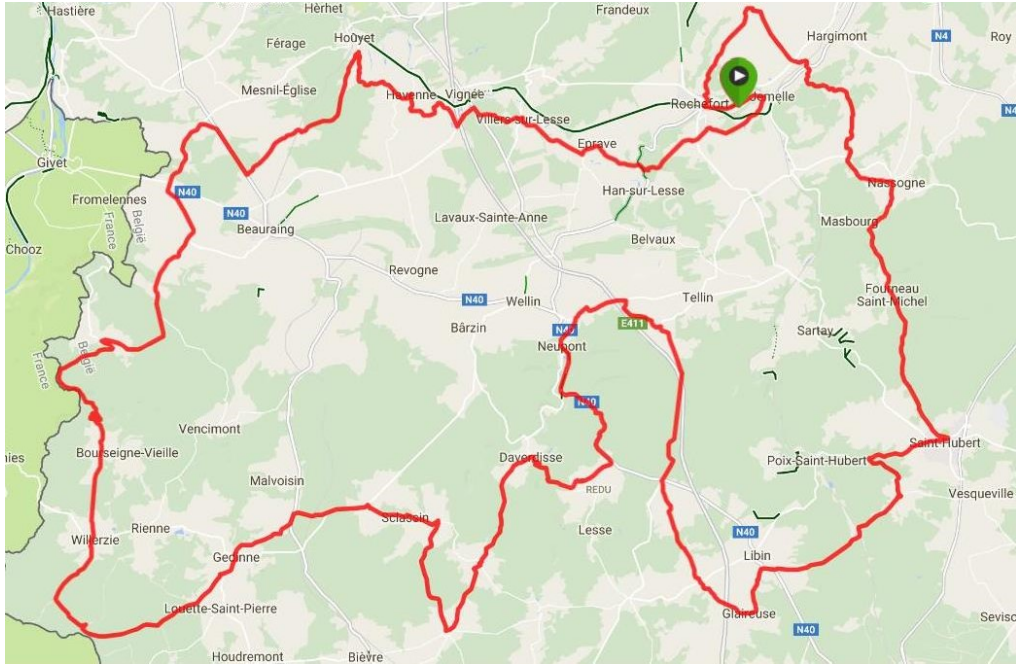 Hastière
Hèrhet
Frandeux
Hargimont
N4
Roy
Férage
Houyet
Mesnil-Église
Havenne
Vignée
Rochefort
Jemelle
N4
Villers-sur-Lesse
Eprave
Givet
Fromelennes
N40
Han-sur-Lesse
Nassogne
France
België
N40
Beauraing
Lavaux-Sainte-Anne
Masbourg
Chooz
Belvaux
Revogne
Fourneau
Saint-Michel
N40
Wellin
Tellin
Bârzin
E411
Sartay
N40
Neupont
France
België
N40
Vencimont
Bourseigne-Vieille
Saint Hubert
Daverdisse
Poix-Saint-Hubert
Malvoisin
REDU
Vesqueville
Sclassin
Rienne
Lesse
Willerzie
N40
Gedinne
Libin
Louette-Saint-Pierre
Glaireuse
N40
Houdremont
Bièvre